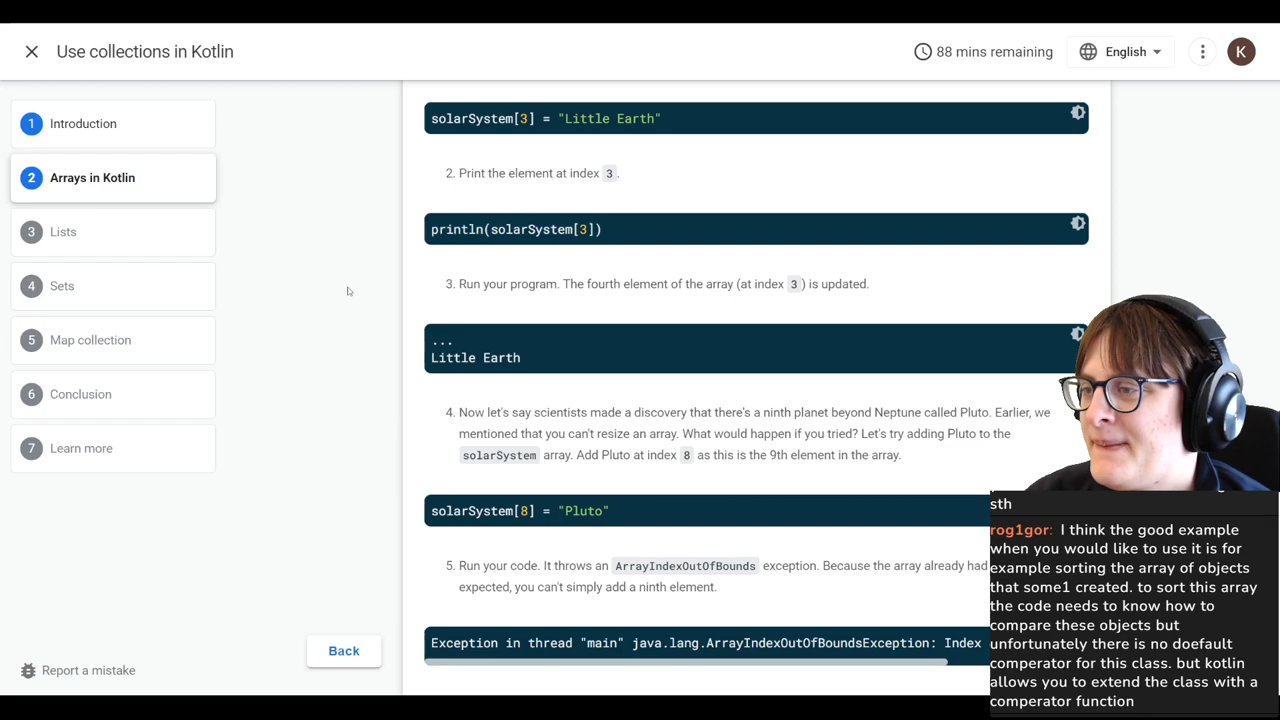 Use collections in Kotlin
88 mins remaining
English
K
1 Introduction
2 Arrays in Kotlin
3 Lists
4 Sets
5 Map collection
6 Conclusion
7 Learn more
solarSystem[3] = "Little Earth"
2. Print the element at index 3.
println(solarSystem[3])
3. Run your program. The fourth element of the array (at index 3) is updated.
...
Little Earth
4. Now let's say scientists made a discovery that there's a ninth planet beyond Neptune called Pluto. Earlier, we
mentioned that you can't resize an array. What would happen if you tried? Let's try adding Pluto to the
solarSystem array. Add Pluto at index 8 as this is the 9th element in the array.
solarSystem[8] = "Pluto"
5. Run your code. It throws an ArrayIndexOutOfBounds exception. Because the array already had
expected, you can't simply add a ninth element.
Exception in thread "main" java.lang.ArrayIndexOutOfBoundsException: Index
Back
Report a mistake
sth
rog1gor: I think the good example
when you would like to use it is for
example sorting the array of objects
that some1 created. to sort this array
the code needs to know how to
compare these objects but
unfortunately there is no doefault
comperator for this class. but kotlin
allows you to extend the class with a
comperator function